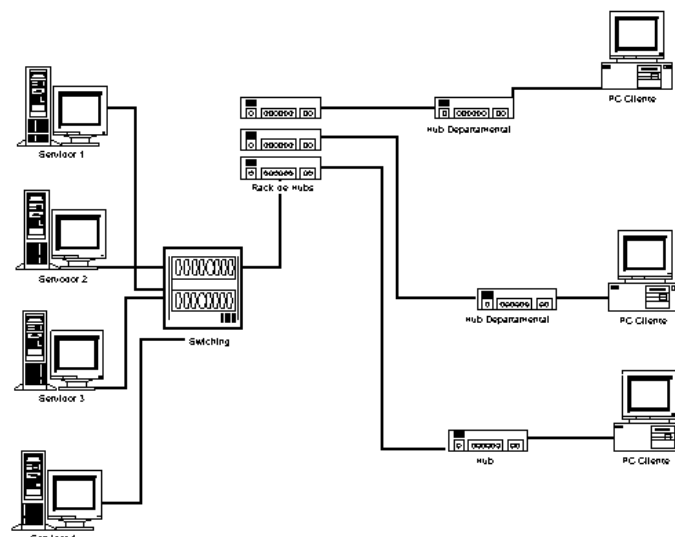 PC Cliente
Hub Departamental
Servidor 1
Rack de Hubs
Servidor 2
PC Cliente
Hub Departamental
Swiching
Servidor 3
PC Cliente
Hub